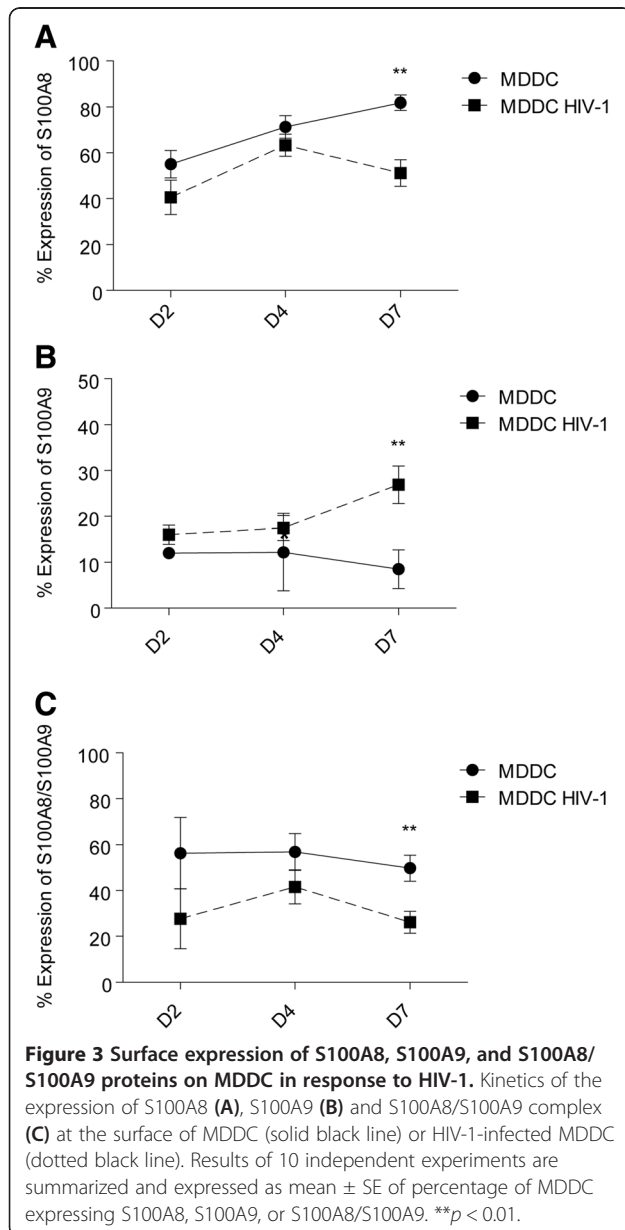 A
% Expression of S100A8
100
80
60
40
20
0
**
MDDC
MDDC HIV-1
D2
D4
D7
B
% Expression of S100A9
50
40
30
20
10
0
**
*
MDDC
MDDC HIV-1
D2
D4
D7
C
% Expression of S100A8/S100A9
100
80
60
40
20
0
**
MDDC
MDDC HIV-1
D2
D4
D7
Figure 3 Surface expression of S100A8, S100A9, and S100A8/
S100A9 proteins on MDDC in response to HIV-1. Kinetics of the
expression of S100A8 (A), S100A9 (B) and S100A8/S100A9 complex
(C) at the surface of MDDC (solid black line) or HIV-1-infected MDDC
(dotted black line). Results of 10 independent experiments are
summarized and expressed as mean ± SE of percentage of MDDC
expressing S100A8, S100A9, or S100A8/S100A9. **p < 0.01.